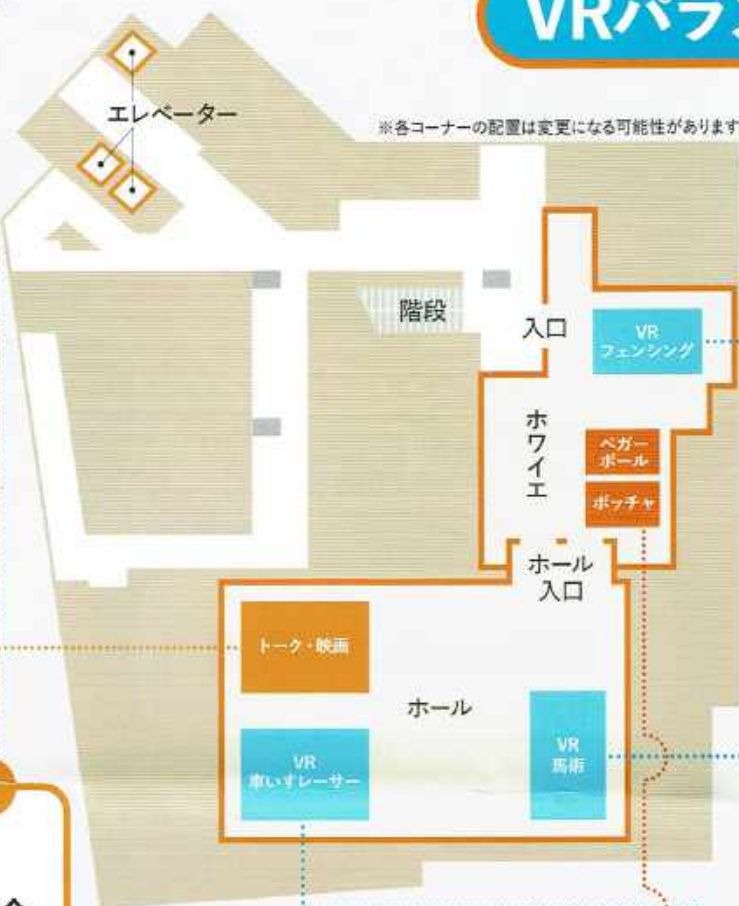 VRパラ
※各コーナーの配置は変更になる可能性があります
エレベーター
階段
入口
VR
フェンシング
ホワイエ
ペガー
ボール
ボッチャ
ホール
入口
トーク・映画
ホール
VR
車いすレーサー
VR
馬術